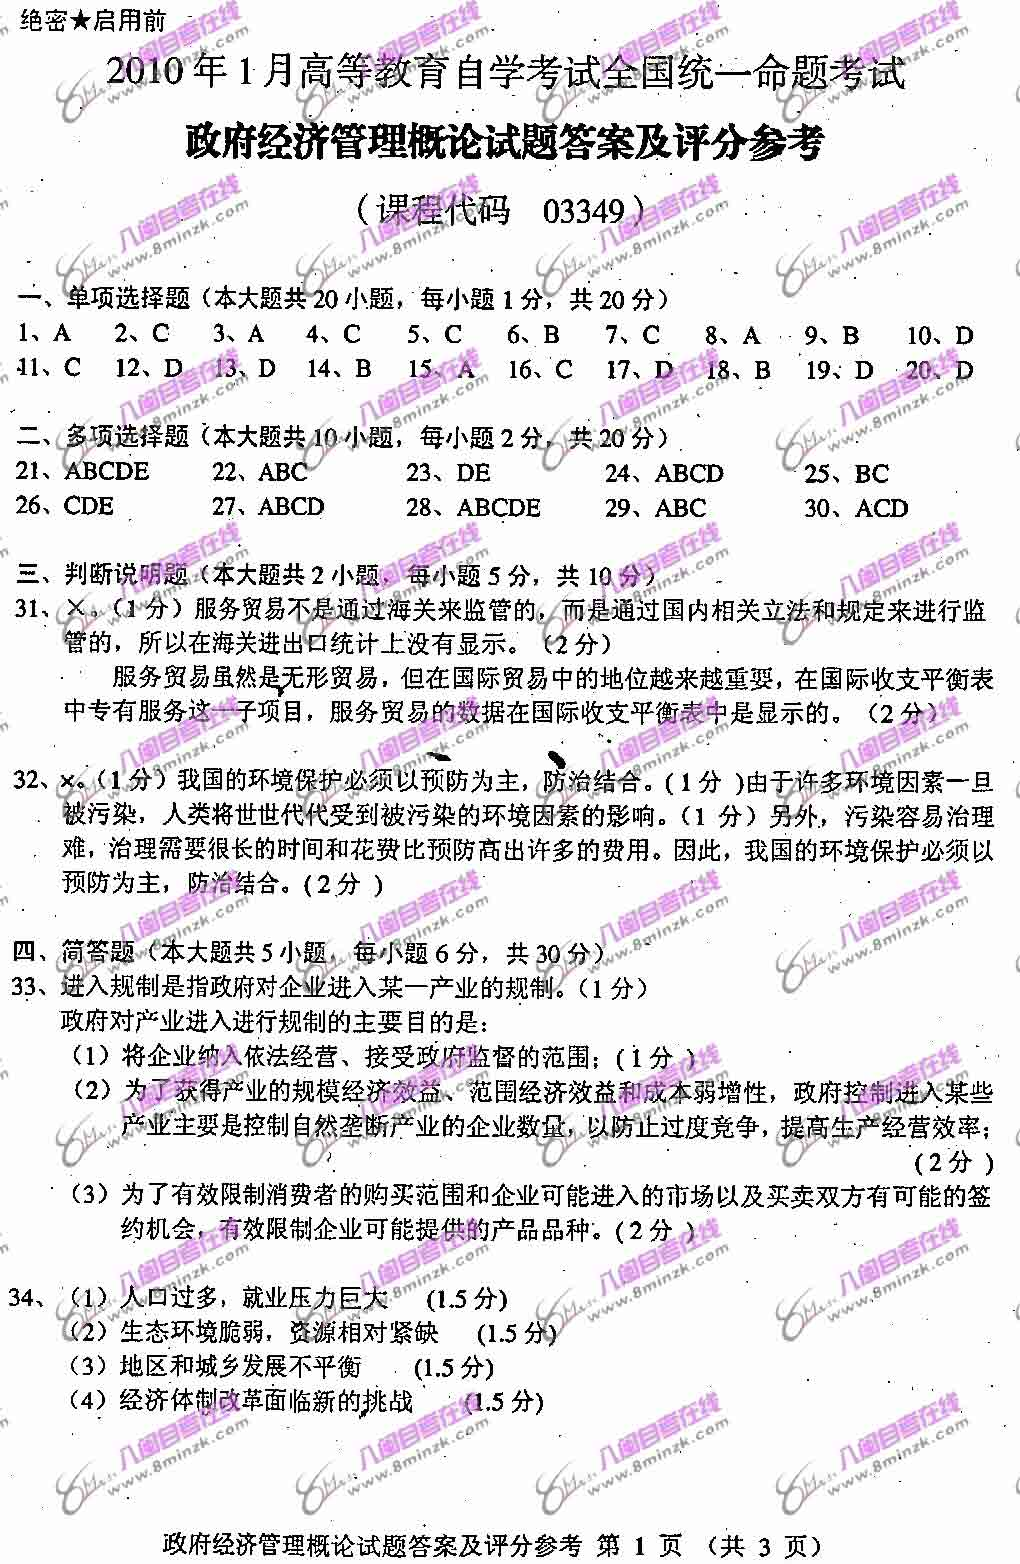 绝密★启用前
2010年1月高等教育自学考试全国统一命题考试
政府经济管理概论试题答案及评分参考
（课程代码 03349）
一、单项选择题（本大题共20小题，每小题1分，共20分）
1、A 2、C 3、A 4、C 5、C 6、B 7、C 8、A 9、B 10、D
11、C 12、D 13、D 14、B 15、A 16、C 17、D 18、B 19、D 20、D
二、多项选择题（本大题共10小题，每小题2分，共20分）
21、ABCDE 22、ABC 23、DE 24、ABCD 25、BC
26、CDE 27、ABCD 28、ABCDE 29、ABC 30、ACD
三、判断说明题（本大题共2小题，每小题5分，共10分）
31、×。（1分）服务贸易不是通过海关来监管的，而是通过国内相关立法和规定来进行监
管的，所以在海关进出口统计上没有显示。（2分）
服务贸易虽然是无形贸易，但在国际贸易中的地位越来越重要，在国际收支平衡表
中专有服务这一子项目，服务贸易的数据在国际收支平衡表中是显示的。（2分）
32、×。（1分）我国的环境保护必须以预防为主，防治结合。（1分）由于许多环境因素一旦
被污染，人类将世世代代受到被污染的环境因素的影响。（1分）另外，污染容易治理
难，治理需要很长的时间和花费比预防高出许多的费用。因此，我国的环境保护必须以
预防为主，防治结合。（2分）
四、简答题（本大题共5小题，每小题6分，共30分）
33、进入规制是指政府对企业进入某一产业的规制。（1分）
政府对产业进入进行规制的主要目的是：
（1）将企业纳入依法经营、接受政府监督的范围；（1分）
（2）为了获得产业的规模经济效益、范围经济效益和成本弱增性，政府控制进入某些
产业主要是控制自然垄断产业的企业数量，以防止过度竞争，提高生产经营效率；
（2分）
（3）为了有效限制消费者的购买范围和企业可能进入的市场以及买卖双方有可能的签
约机会，有效限制企业可能提供的产品品种。（2分）
34、（1）人口过多，就业压力巨大 （1.5分）
（2）生态环境脆弱，资源相对紧缺 （1.5分）
（3）地区和城乡发展不平衡 （1.5分）
（4）经济体制改革面临新的挑战 （1.5分）
政府经济管理概论试题答案及评分参考 第 1 页 （共 3 页）
八闽自考在线
www.8minzk.com